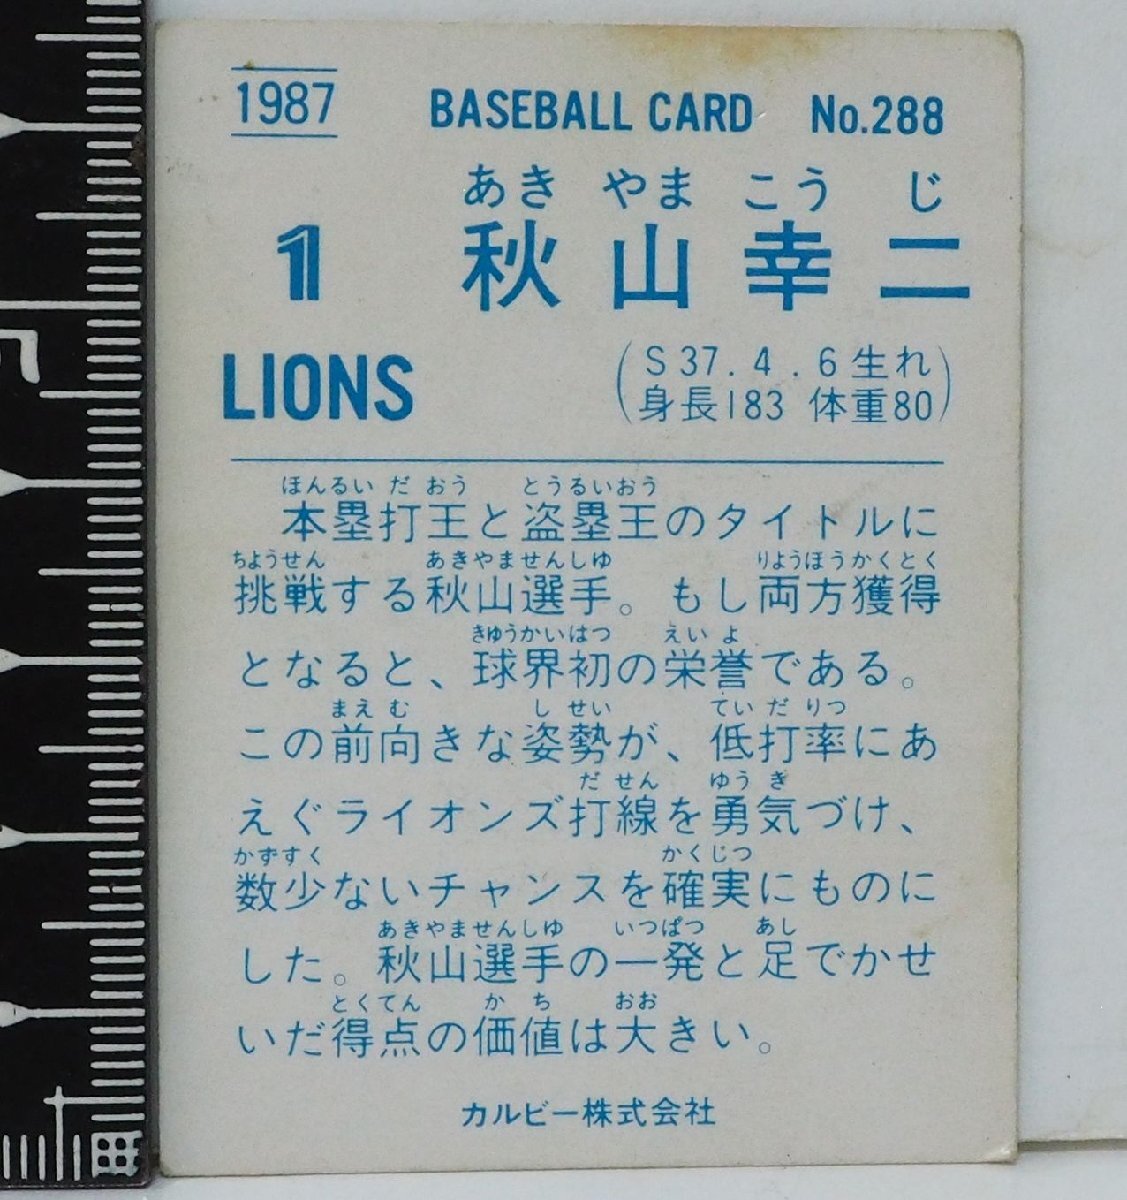 1987 BASEBALL CARD No.288
あき やま こう じ
1 秋山幸二
LIONS
(S37.4.6生れ
身長183 体重80)
ほんるい だ おう とうるいおう
本塁打王と盗塁王のタイトルに
ちようせん あきやませんしゆ りようほうかくとく
挑戦する秋山選手。もし両方獲得
きゆうかいはつ えい よ
となると、球界初の栄誉である。
まえ む し せい てい だ りつ
この前向きな姿勢が、低打率にあ
だ せん ゆう き
えぐライオンズ打線を勇気づけ、
かずすく かくじつ
数少ないチャンスを確実にものに
あきやませんしゆ いつぱつ あし
した。秋山選手の一発と足でかせ
とくてん か ち おお
いだ得点の価値は大きい。
カルビー株式会社